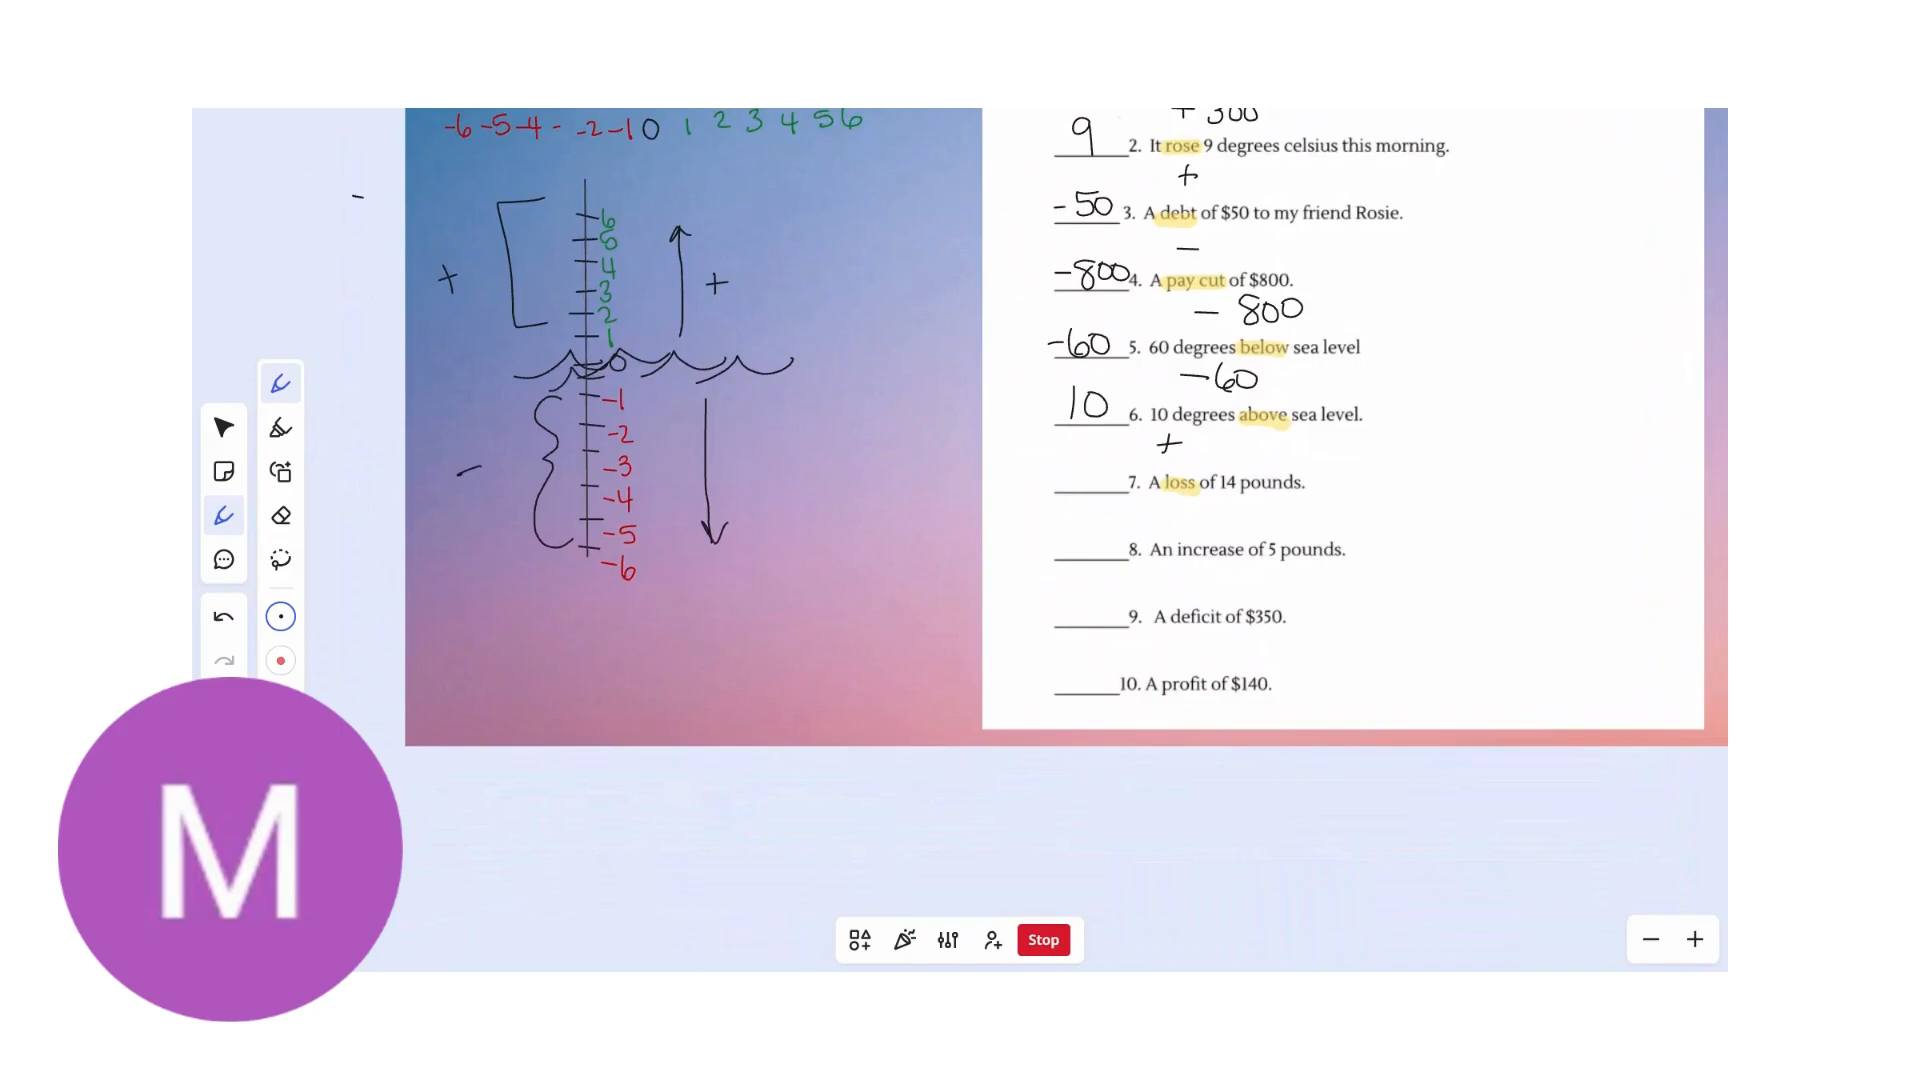 -6 -5 -4 - -2 -1 0 1 2 3 4 5 6
6
5
4
3
2
1
0
-1
-2
-3
-4
-5
-6
+
+
-
-
+ 300
9 2. It rose 9 degrees celsius this morning.
+
-50 3. A debt of $50 to my friend Rosie.
-
-800 4. A pay cut of $800.
- 800
-60 5. 60 degrees below sea level
-60
10 6. 10 degrees above sea level.
+
7. A loss of 14 pounds.
8. An increase of 5 pounds.
9. A deficit of $350.
10. A profit of $140.
M
Stop